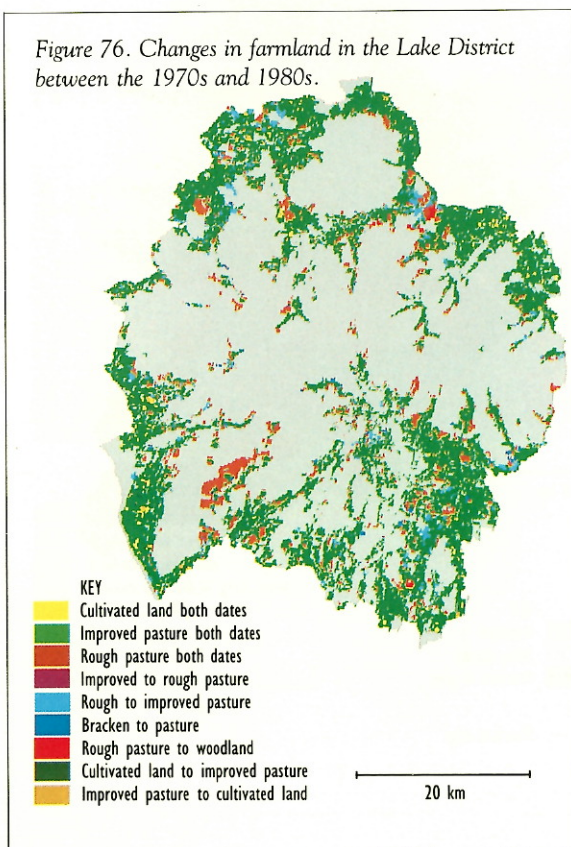 Figure 76. Changes in farmland in the Lake District
between the 1970s and 1980s.
KEY
Cultivated land both dates
Improved pasture both dates
Rough pasture both dates
Improved to rough pasture
Rough to improved pasture
Bracken to pasture
Rough pasture to woodland
Cultivated land to improved pasture
Improved pasture to cultivated land
20 km